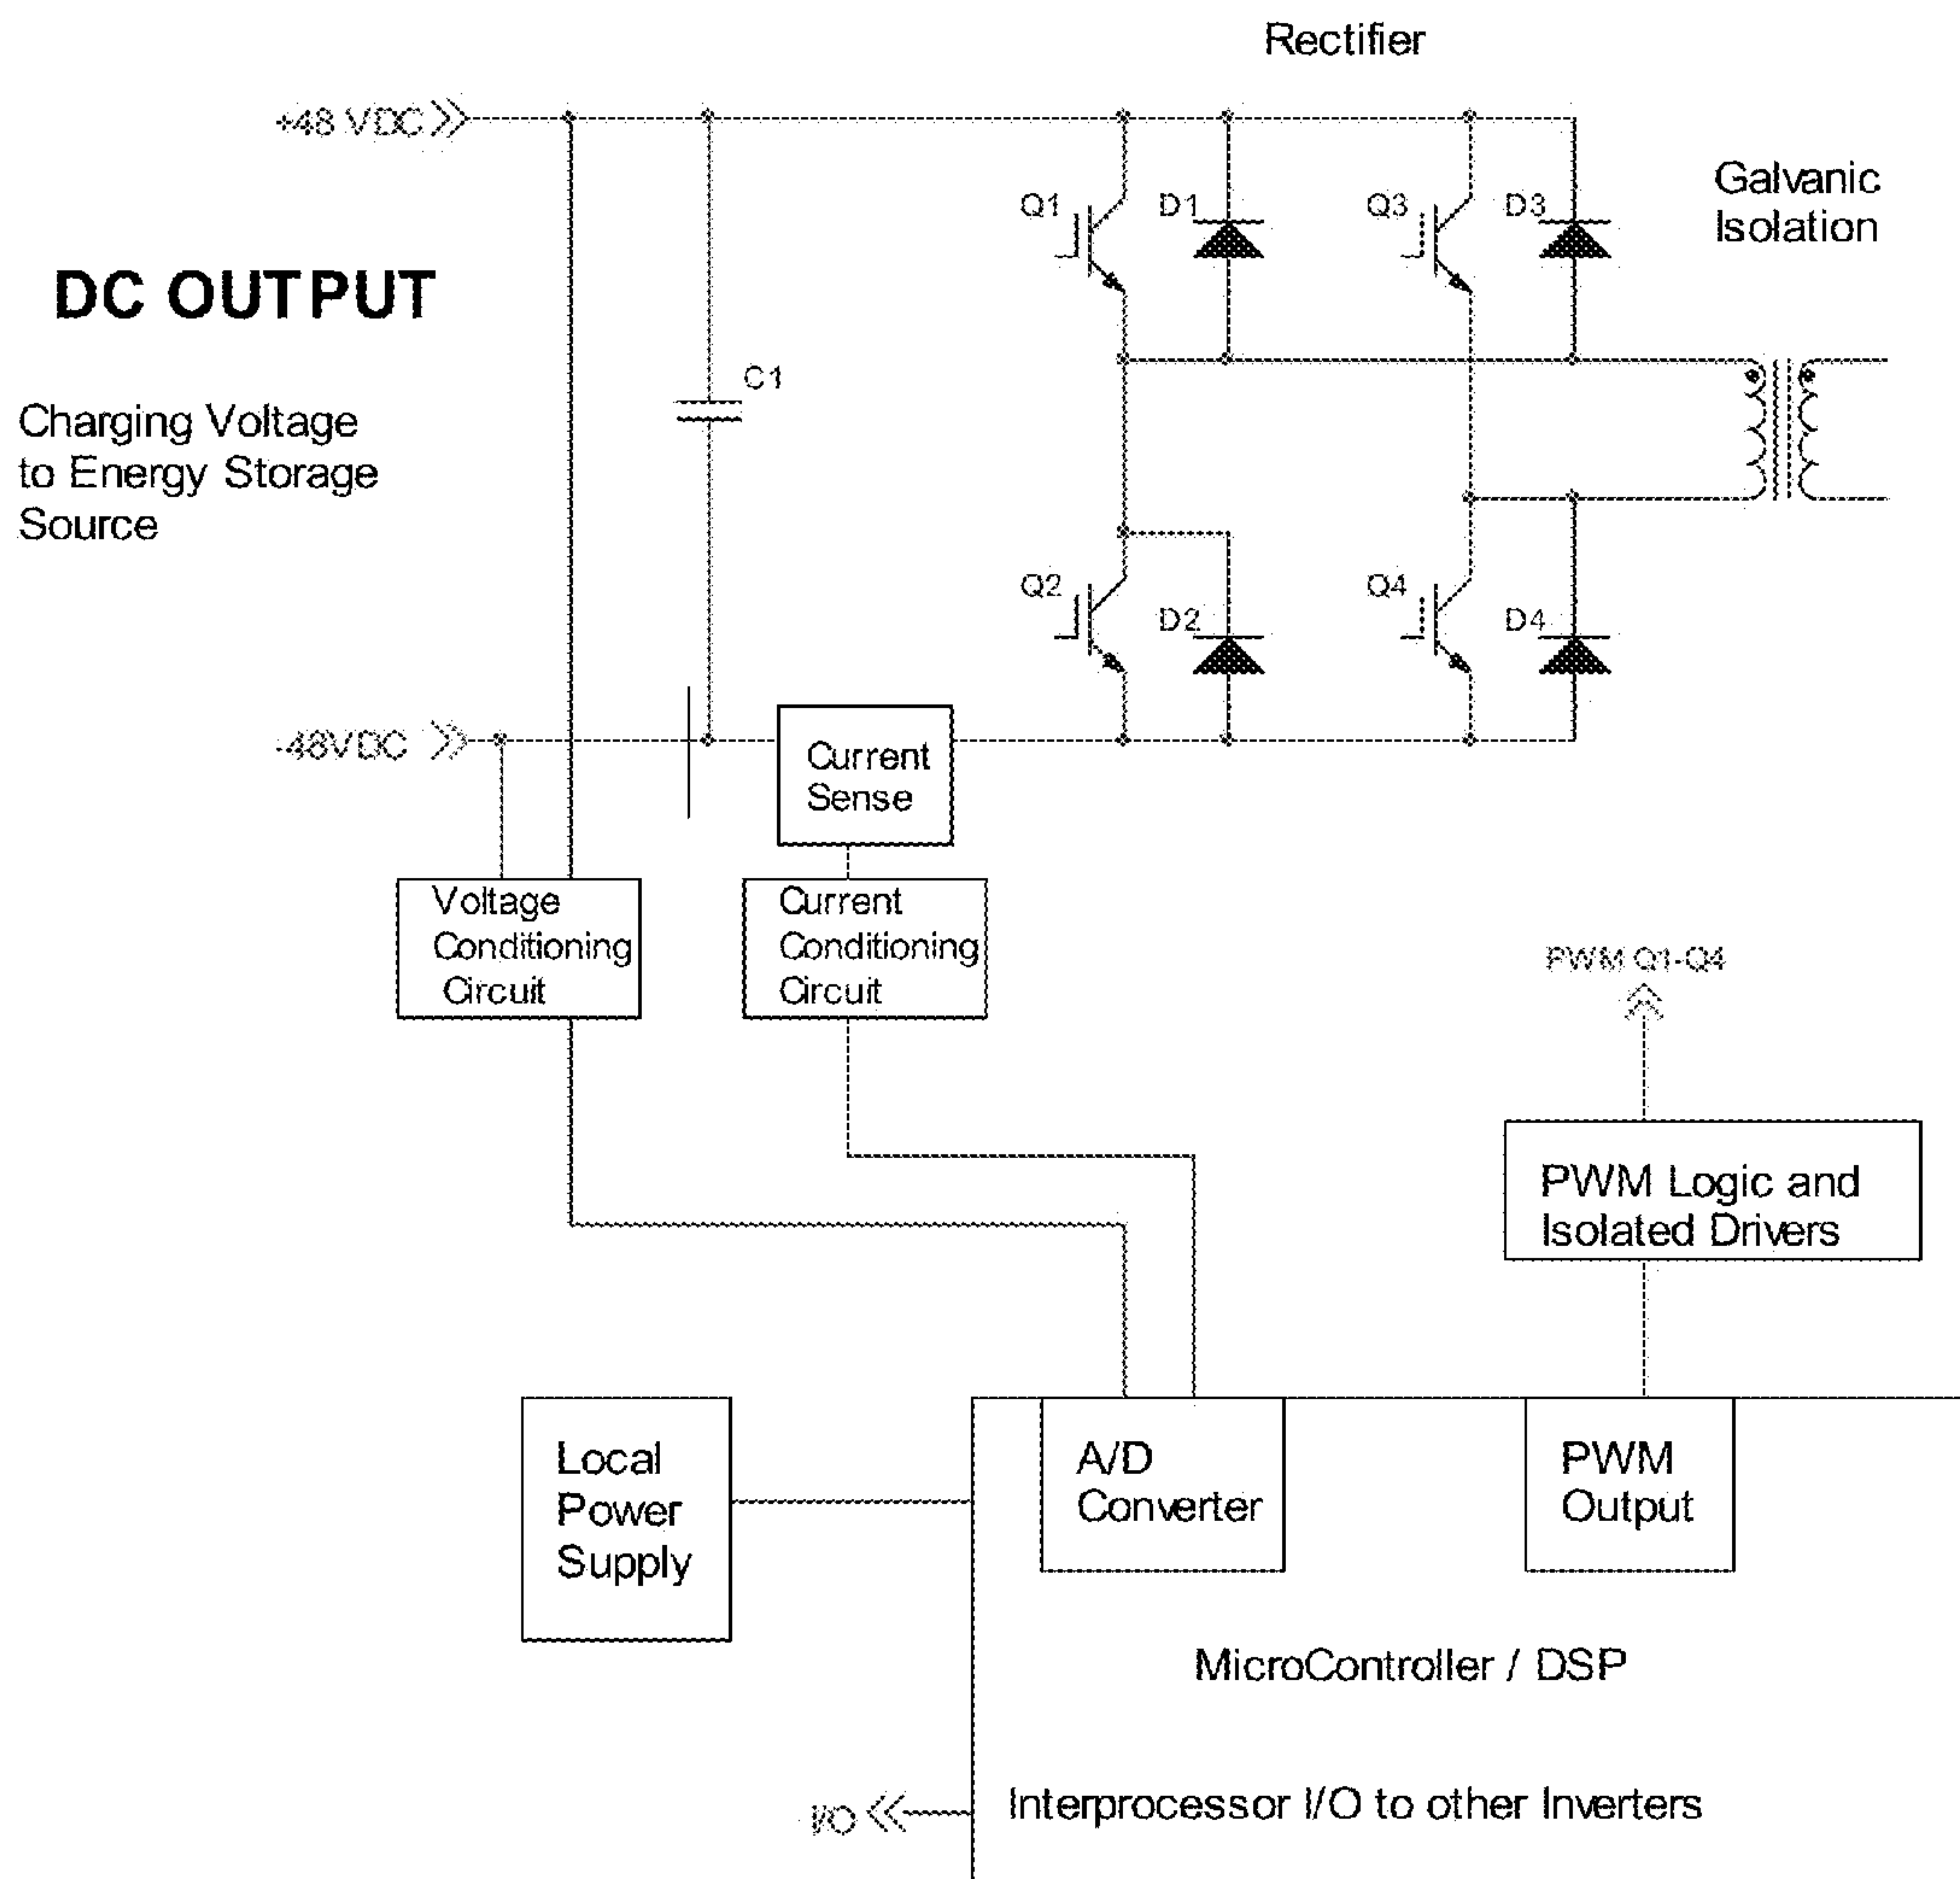 Rectifier
+48 VDC
Galvanic
Isolation
Q1
D1
Q3
D3
DC OUTPUT
C1
Charging Voltage
to Energy Storage
Source
Q2
D2
Q4
D4
-48VDC
Current
Sense
Voltage
Conditioning
Circuit
Current
Conditioning
Circuit
PWM Q1-Q4
PWM Logic and
Isolated Drivers
Local
Power
Supply
A/D
Converter
PWM
Output
MicroController / DSP
I/O
Interprocessor I/O to other Inverters